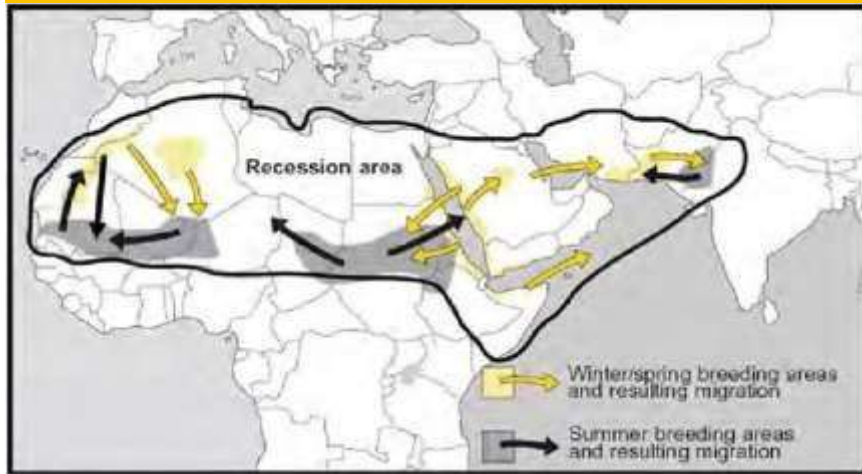 Recession area
Winter/spring breeding areas
and resulting migration
Summer breeding areas
and resulting migration